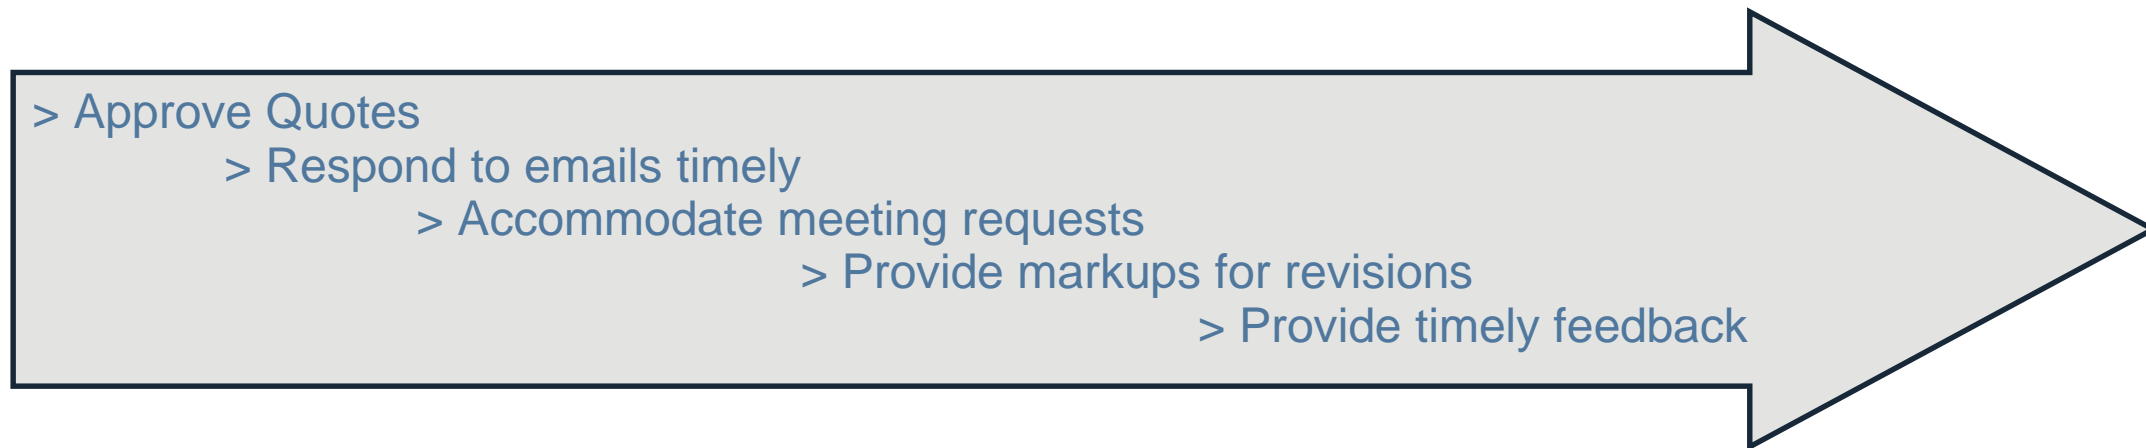 > Approve Quotes
> Respond to emails timely
> Accommodate meeting requests
> Provide markups for revisions
> Provide timely feedback